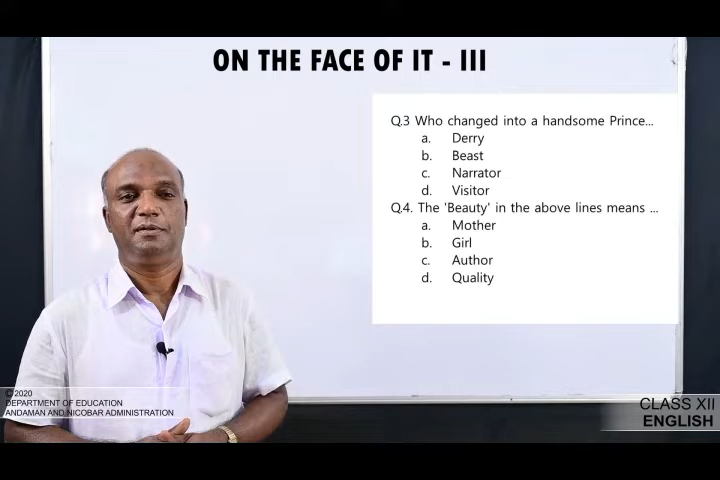 ON THE FACE OF IT - III
Q.3 Who changed into a handsome Prince...
a. Derry
b. Beast
c. Narrator
d. Visitor
Q.4. The 'Beauty' in the above lines means ...
a. Mother
b. Girl
c. Author
d. Quality
© 2020
DEPARTMENT OF EDUCATION
ANDAMAN AND NICOBAR ADMINISTRATION
CLASS XII
ENGLISH